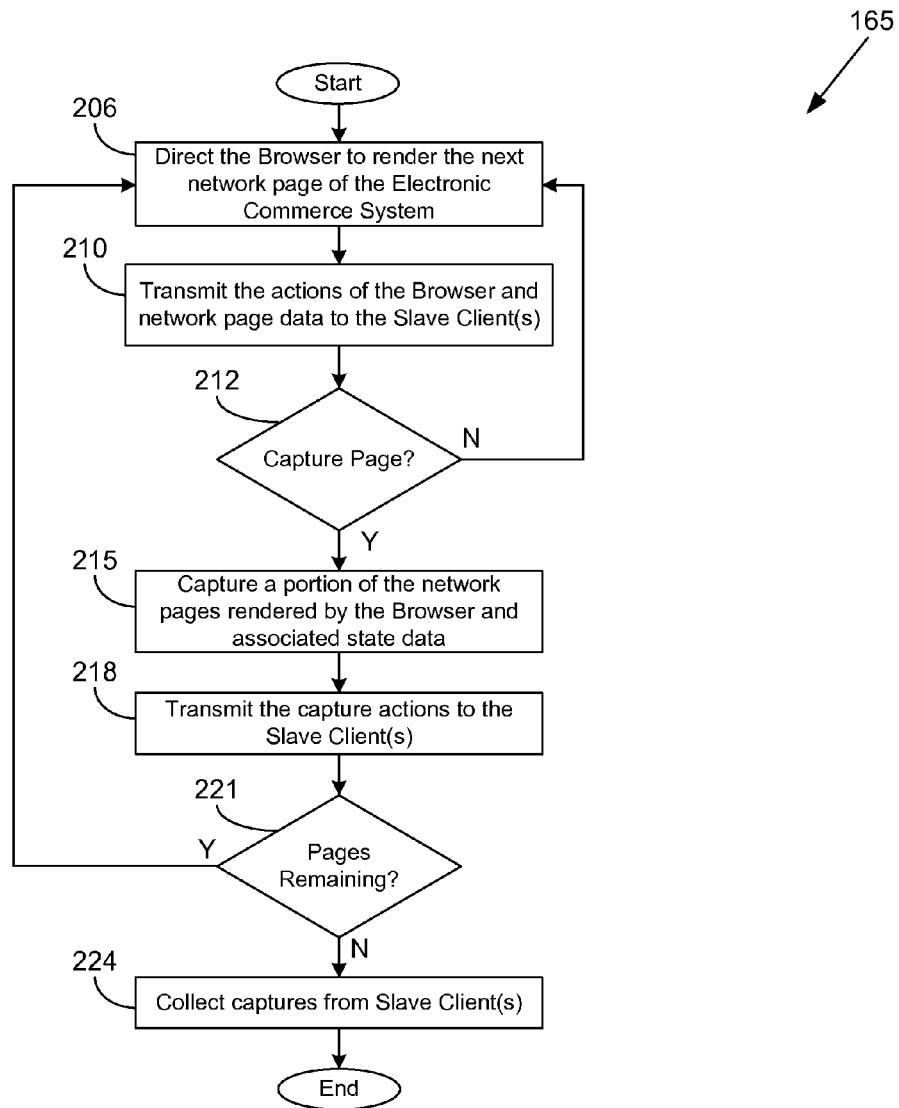 165
Start
206
Direct the Browser to render the next
network page of the Electronic
Commerce System
210
Transmit the actions of the Browser and
network page data to the Slave Client(s)
212
Capture Page?
N
Y
215
Capture a portion of the network
pages rendered by the Browser and
associated state data
218
Transmit the capture actions to the
Slave Client(s)
221
Y
Pages
Remaining?
N
224
Collect captures from Slave Client(s)
End